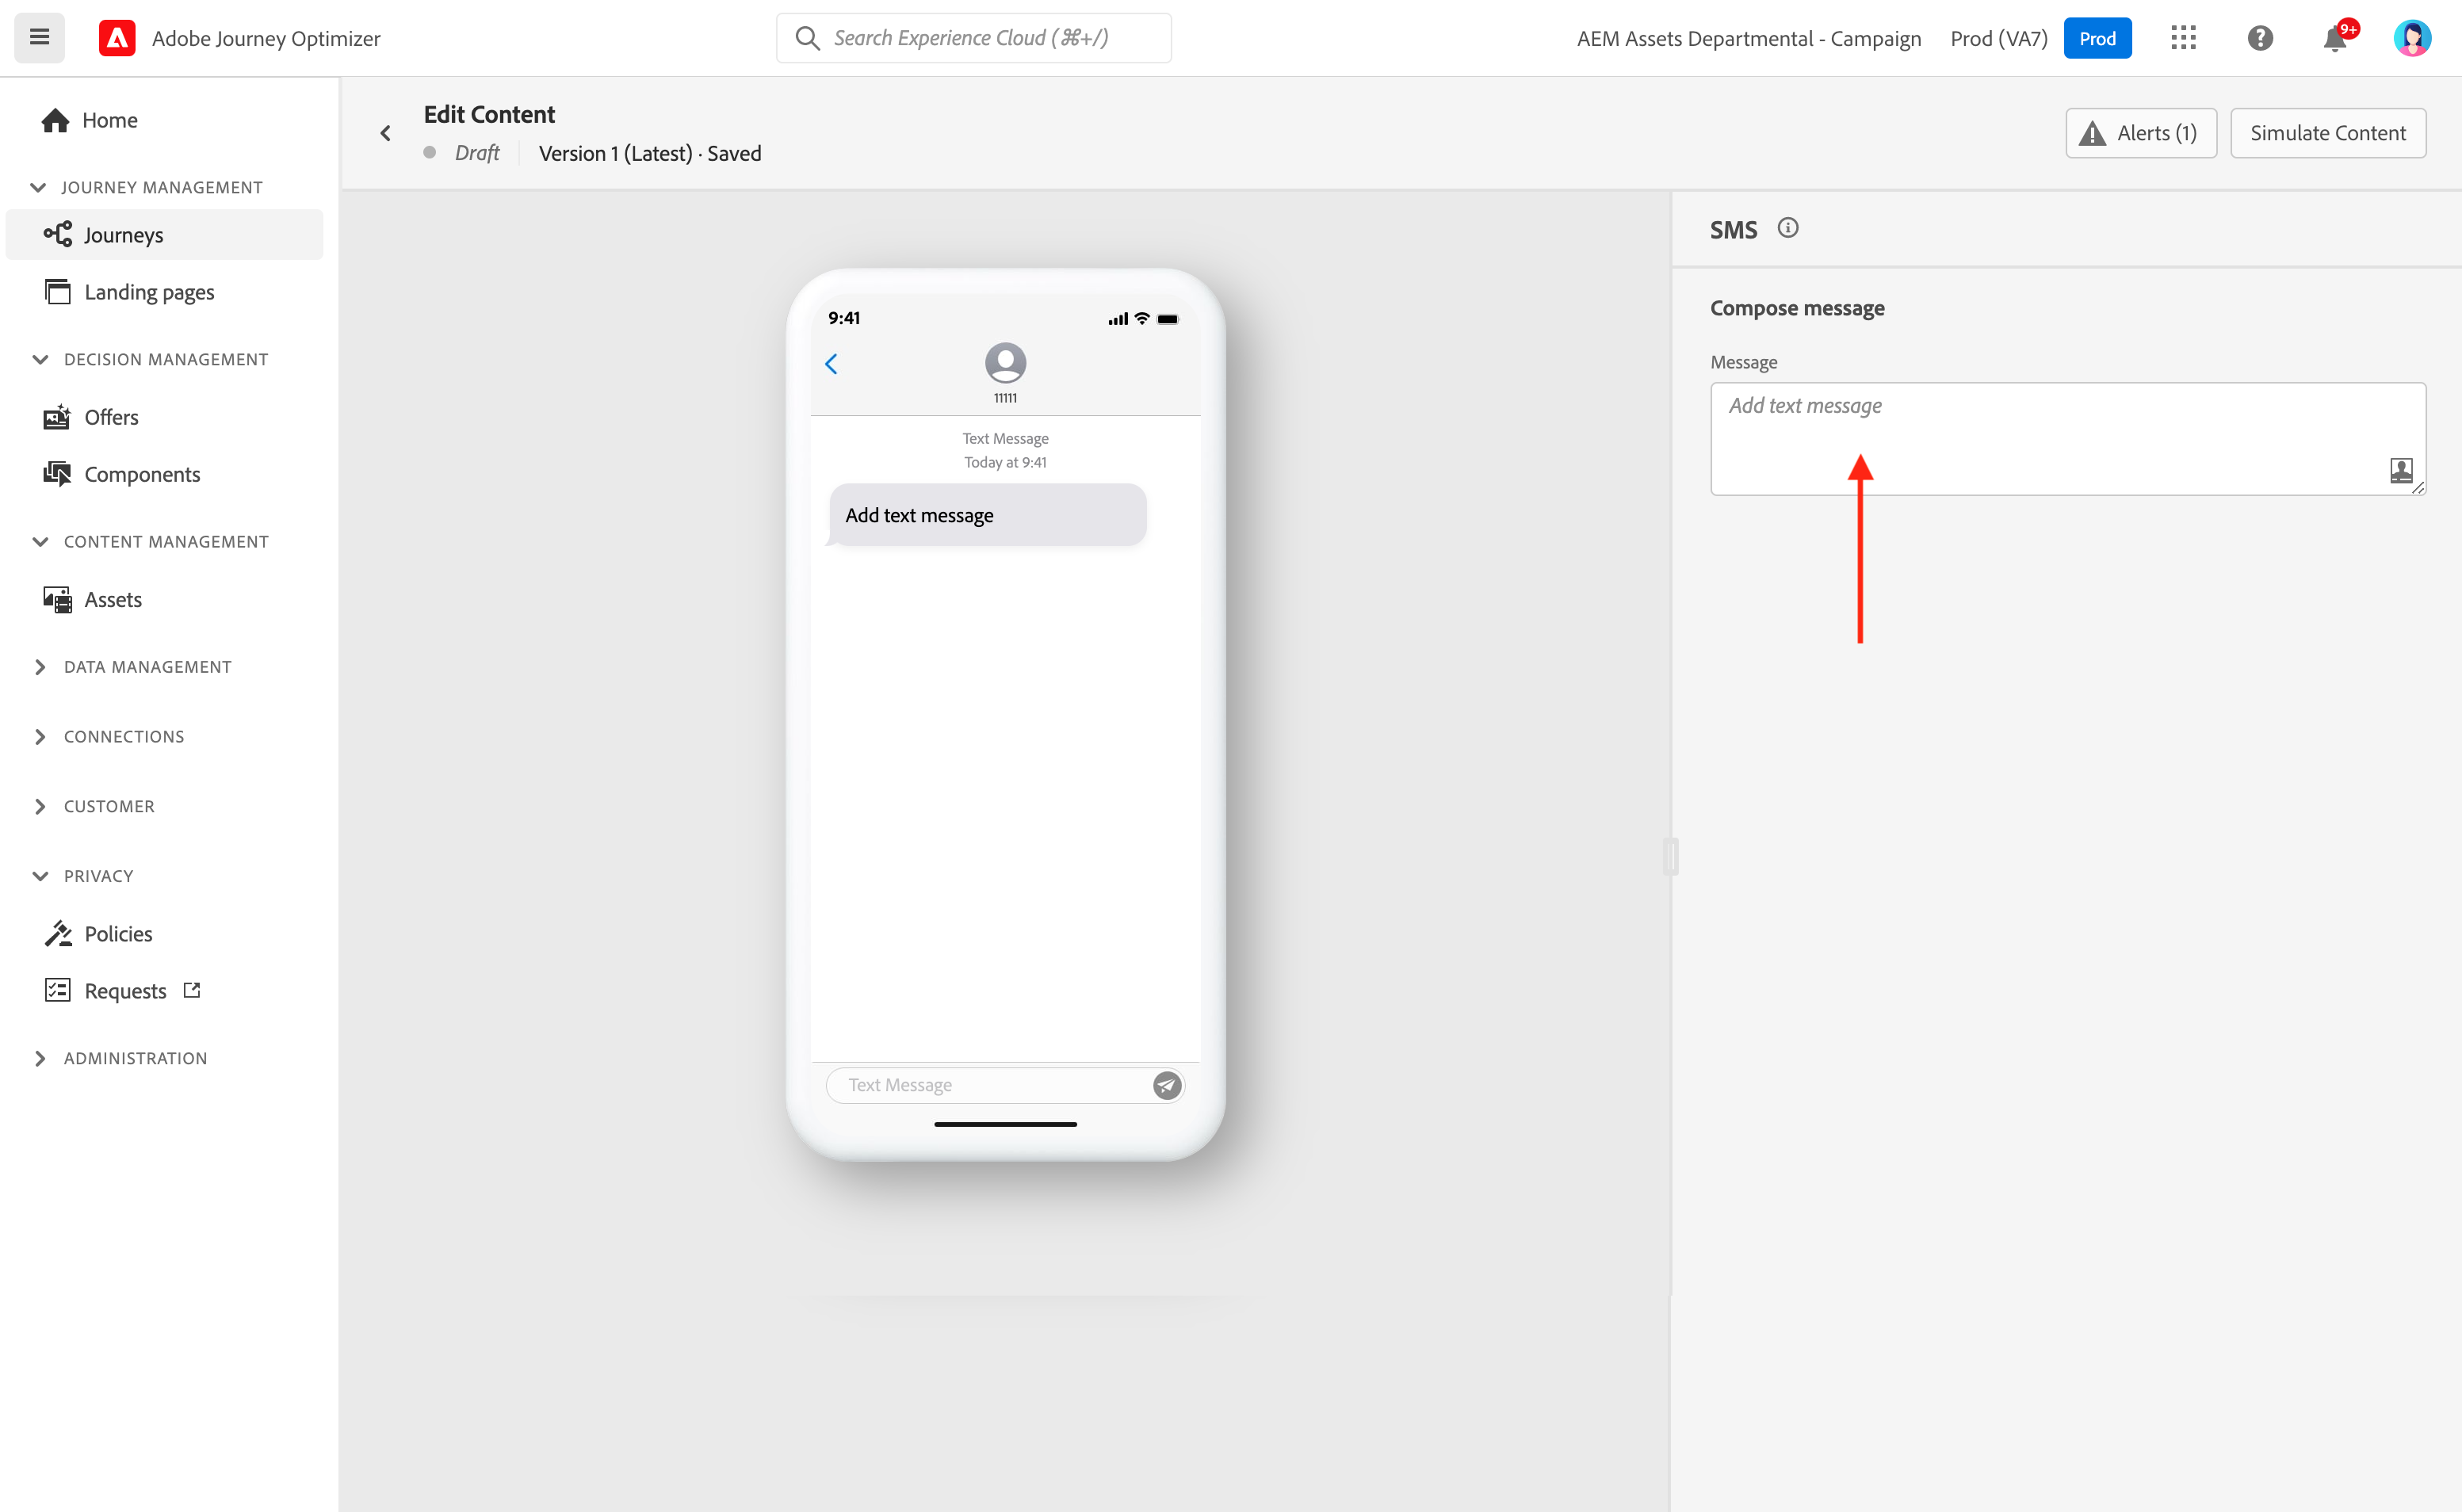 Adobe Journey Optimizer
Search Experience Cloud (⌘+/)
AEM Assets Departmental - Campaign
Prod (VA7)
Prod
9+
Home
JOURNEY MANAGEMENT
Journeys
Landing pages
DECISION MANAGEMENT
Offers
Components
CONTENT MANAGEMENT
Assets
DATA MANAGEMENT
CONNECTIONS
CUSTOMER
PRIVACY
Policies
Requests
ADMINISTRATION
Edit Content
Draft
Version 1 (Latest) · Saved
Alerts (1)
Simulate Content
9:41
11111
Text Message
Today at 9:41
Add text message
Text Message
SMS
Compose message
Message
Add text message